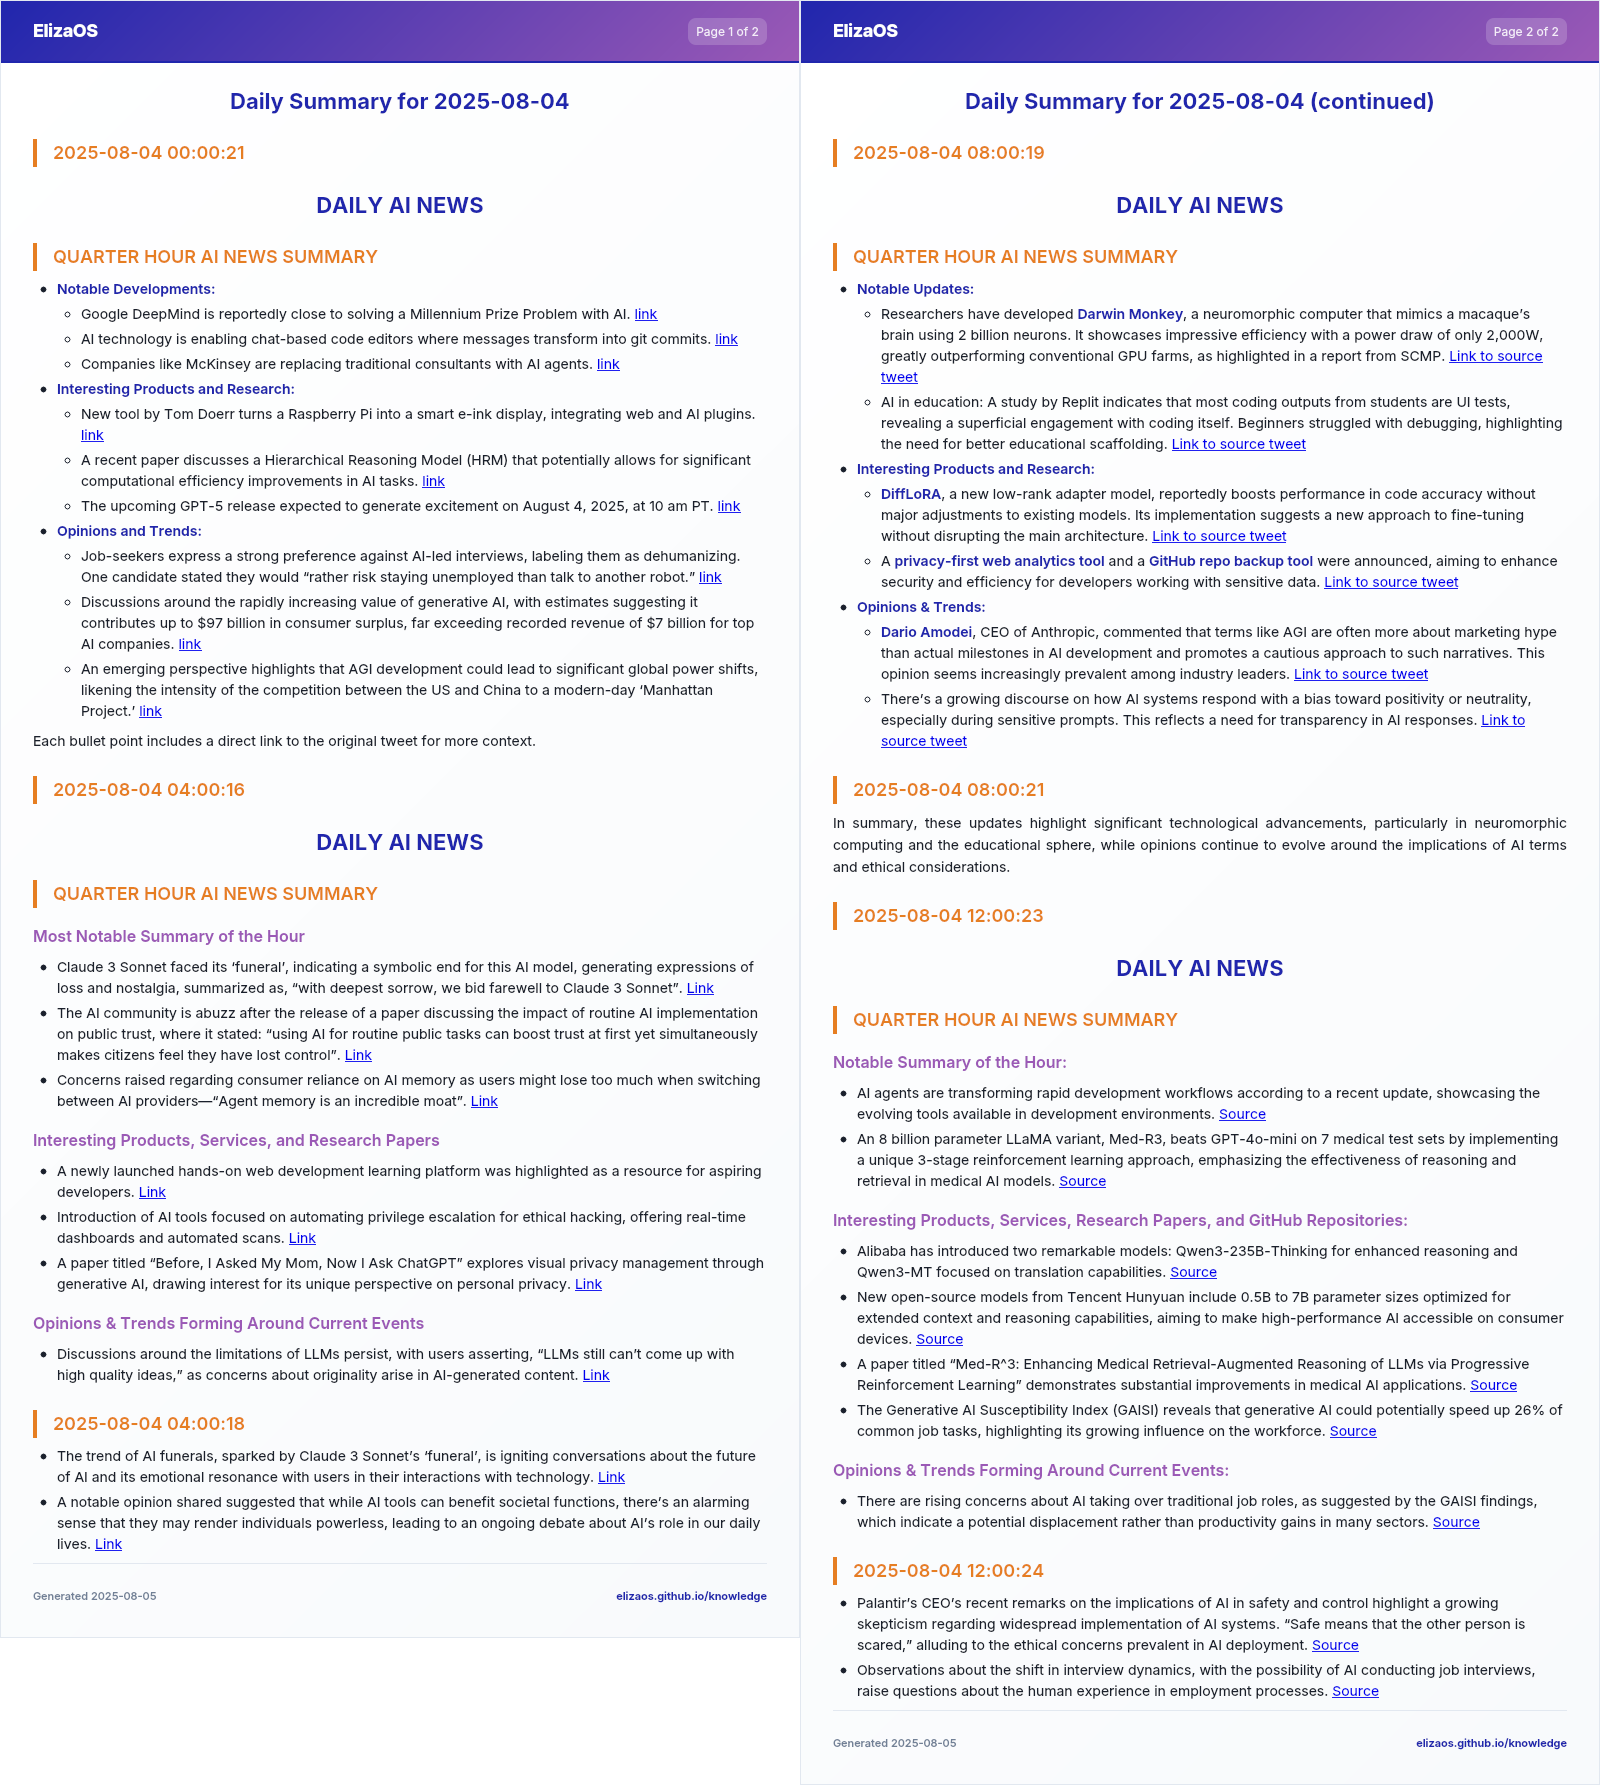 ElizaOS
Page 1 of 2
Daily Summary for 2025-08-04
2025-08-04 00:00:21
DAILY AI NEWS
QUARTER HOUR AI NEWS SUMMARY
Notable Developments:
Google DeepMind is reportedly close to solving a Millennium Prize Problem with AI. link
AI technology is enabling chat-based code editors where messages transform into git commits. link
Companies like McKinsey are replacing traditional consultants with AI agents. link
Interesting Products and Research:
New tool by Tom Doerr turns a Raspberry Pi into a smart e-ink display, integrating web and AI plugins.
link
A recent paper discusses a Hierarchical Reasoning Model (HRM) that potentially allows for significant
computational efficiency improvements in AI tasks. link
The upcoming GPT-5 release expected to generate excitement on August 4, 2025, at 10 am PT. link
Opinions and Trends:
Job-seekers express a strong preference against AI-led interviews, labeling them as dehumanizing.
One candidate stated they would “rather risk staying unemployed than talk to another robot.” link
Discussions around the rapidly increasing value of generative AI, with estimates suggesting it
contributes up to $97 billion in consumer surplus, far exceeding recorded revenue of $7 billion for top
AI companies. link
An emerging perspective highlights that AGI development could lead to significant global power shifts,
likening the intensity of the competition between the US and China to a modern-day ‘Manhattan
Project.’ link
Each bullet point includes a direct link to the original tweet for more context.
2025-08-04 04:00:16
DAILY AI NEWS
QUARTER HOUR AI NEWS SUMMARY
Most Notable Summary of the Hour
Claude 3 Sonnet faced its ‘funeral’, indicating a symbolic end for this AI model, generating expressions of
loss and nostalgia, summarized as, “with deepest sorrow, we bid farewell to Claude 3 Sonnet”. Link
The AI community is abuzz after the release of a paper discussing the impact of routine AI implementation
on public trust, where it stated: “using AI for routine public tasks can boost trust at first yet simultaneously
makes citizens feel they have lost control”. Link
Concerns raised regarding consumer reliance on AI memory as users might lose too much when switching
between AI providers—“Agent memory is an incredible moat”. Link
Interesting Products, Services, and Research Papers
A newly launched hands-on web development learning platform was highlighted as a resource for aspiring
developers. Link
Introduction of AI tools focused on automating privilege escalation for ethical hacking, offering real-time
dashboards and automated scans. Link
A paper titled “Before, I Asked My Mom, Now I Ask ChatGPT” explores visual privacy management through
generative AI, drawing interest for its unique perspective on personal privacy. Link
Opinions & Trends Forming Around Current Events
Discussions around the limitations of LLMs persist, with users asserting, “LLMs still can’t come up with
high quality ideas,” as concerns about originality arise in AI-generated content. Link
2025-08-04 04:00:18
The trend of AI funerals, sparked by Claude 3 Sonnet’s ‘funeral’, is igniting conversations about the future
of AI and its emotional resonance with users in their interactions with technology. Link
A notable opinion shared suggested that while AI tools can benefit societal functions, there’s an alarming
sense that they may render individuals powerless, leading to an ongoing debate about AI’s role in our daily
lives. Link
Generated 2025-08-05
elizaos.github.io/knowledge
ElizaOS
Page 2 of 2
Daily Summary for 2025-08-04 (continued)
2025-08-04 08:00:19
DAILY AI NEWS
QUARTER HOUR AI NEWS SUMMARY
Notable Updates:
Researchers have developed Darwin Monkey, a neuromorphic computer that mimics a macaque’s
brain using 2 billion neurons. It showcases impressive efficiency with a power draw of only 2,000W,
greatly outperforming conventional GPU farms, as highlighted in a report from SCMP. Link to source
tweet
AI in education: A study by Replit indicates that most coding outputs from students are UI tests,
revealing a superficial engagement with coding itself. Beginners struggled with debugging, highlighting
the need for better educational scaffolding. Link to source tweet
Interesting Products and Research:
DiffLoRA, a new low-rank adapter model, reportedly boosts performance in code accuracy without
major adjustments to existing models. Its implementation suggests a new approach to fine-tuning
without disrupting the main architecture. Link to source tweet
A privacy-first web analytics tool and a GitHub repo backup tool were announced, aiming to enhance
security and efficiency for developers working with sensitive data. Link to source tweet
Opinions & Trends:
Dario Amodei, CEO of Anthropic, commented that terms like AGI are often more about marketing hype
than actual milestones in AI development and promotes a cautious approach to such narratives. This
opinion seems increasingly prevalent among industry leaders. Link to source tweet
There’s a growing discourse on how AI systems respond with a bias toward positivity or neutrality,
especially during sensitive prompts. This reflects a need for transparency in AI responses. Link to
source tweet
2025-08-04 08:00:21
In summary, these updates highlight significant technological advancements, particularly in neuromorphic
computing and the educational sphere, while opinions continue to evolve around the implications of AI terms
and ethical considerations.
2025-08-04 12:00:23
DAILY AI NEWS
QUARTER HOUR AI NEWS SUMMARY
Notable Summary of the Hour:
AI agents are transforming rapid development workflows according to a recent update, showcasing the
evolving tools available in development environments. Source
An 8 billion parameter LLaMA variant, Med-R3, beats GPT-4o-mini on 7 medical test sets by implementing
a unique 3-stage reinforcement learning approach, emphasizing the effectiveness of reasoning and
retrieval in medical AI models. Source
Interesting Products, Services, Research Papers, and GitHub Repositories:
Alibaba has introduced two remarkable models: Qwen3-235B-Thinking for enhanced reasoning and
Qwen3-MT focused on translation capabilities. Source
New open-source models from Tencent Hunyuan include 0.5B to 7B parameter sizes optimized for
extended context and reasoning capabilities, aiming to make high-performance AI accessible on consumer
devices. Source
A paper titled “Med-R^3: Enhancing Medical Retrieval-Augmented Reasoning of LLMs via Progressive
Reinforcement Learning” demonstrates substantial improvements in medical AI applications. Source
The Generative AI Susceptibility Index (GAISI) reveals that generative AI could potentially speed up 26% of
common job tasks, highlighting its growing influence on the workforce. Source
Opinions & Trends Forming Around Current Events:
There are rising concerns about AI taking over traditional job roles, as suggested by the GAISI findings,
which indicate a potential displacement rather than productivity gains in many sectors. Source
2025-08-04 12:00:24
Palantir’s CEO’s recent remarks on the implications of AI in safety and control highlight a growing
skepticism regarding widespread implementation of AI systems. “Safe means that the other person is
scared,” alluding to the ethical concerns prevalent in AI deployment. Source
Observations about the shift in interview dynamics, with the possibility of AI conducting job interviews,
raise questions about the human experience in employment processes. Source
Generated 2025-08-05
elizaos.github.io/knowledge